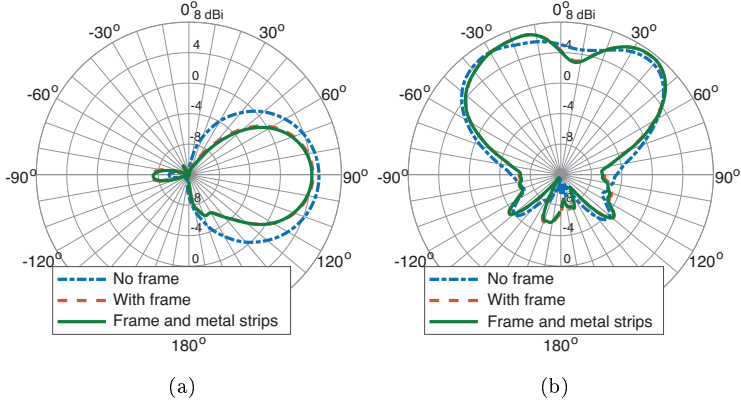 0° 8 dBi
-30° 30°
4
-60° 60°
0
-4
-8
-90° 90°
-8
-4
-120° 120°
0
No frame
With frame
Frame and metal strips
180°
(a)
0° 8 dBi
-30° 30°
4
-60° 60°
0
-4
-8
-90° 90°
8
-4
-120° 120°
0
No frame
With frame
Frame and metal strips
180°
(b)